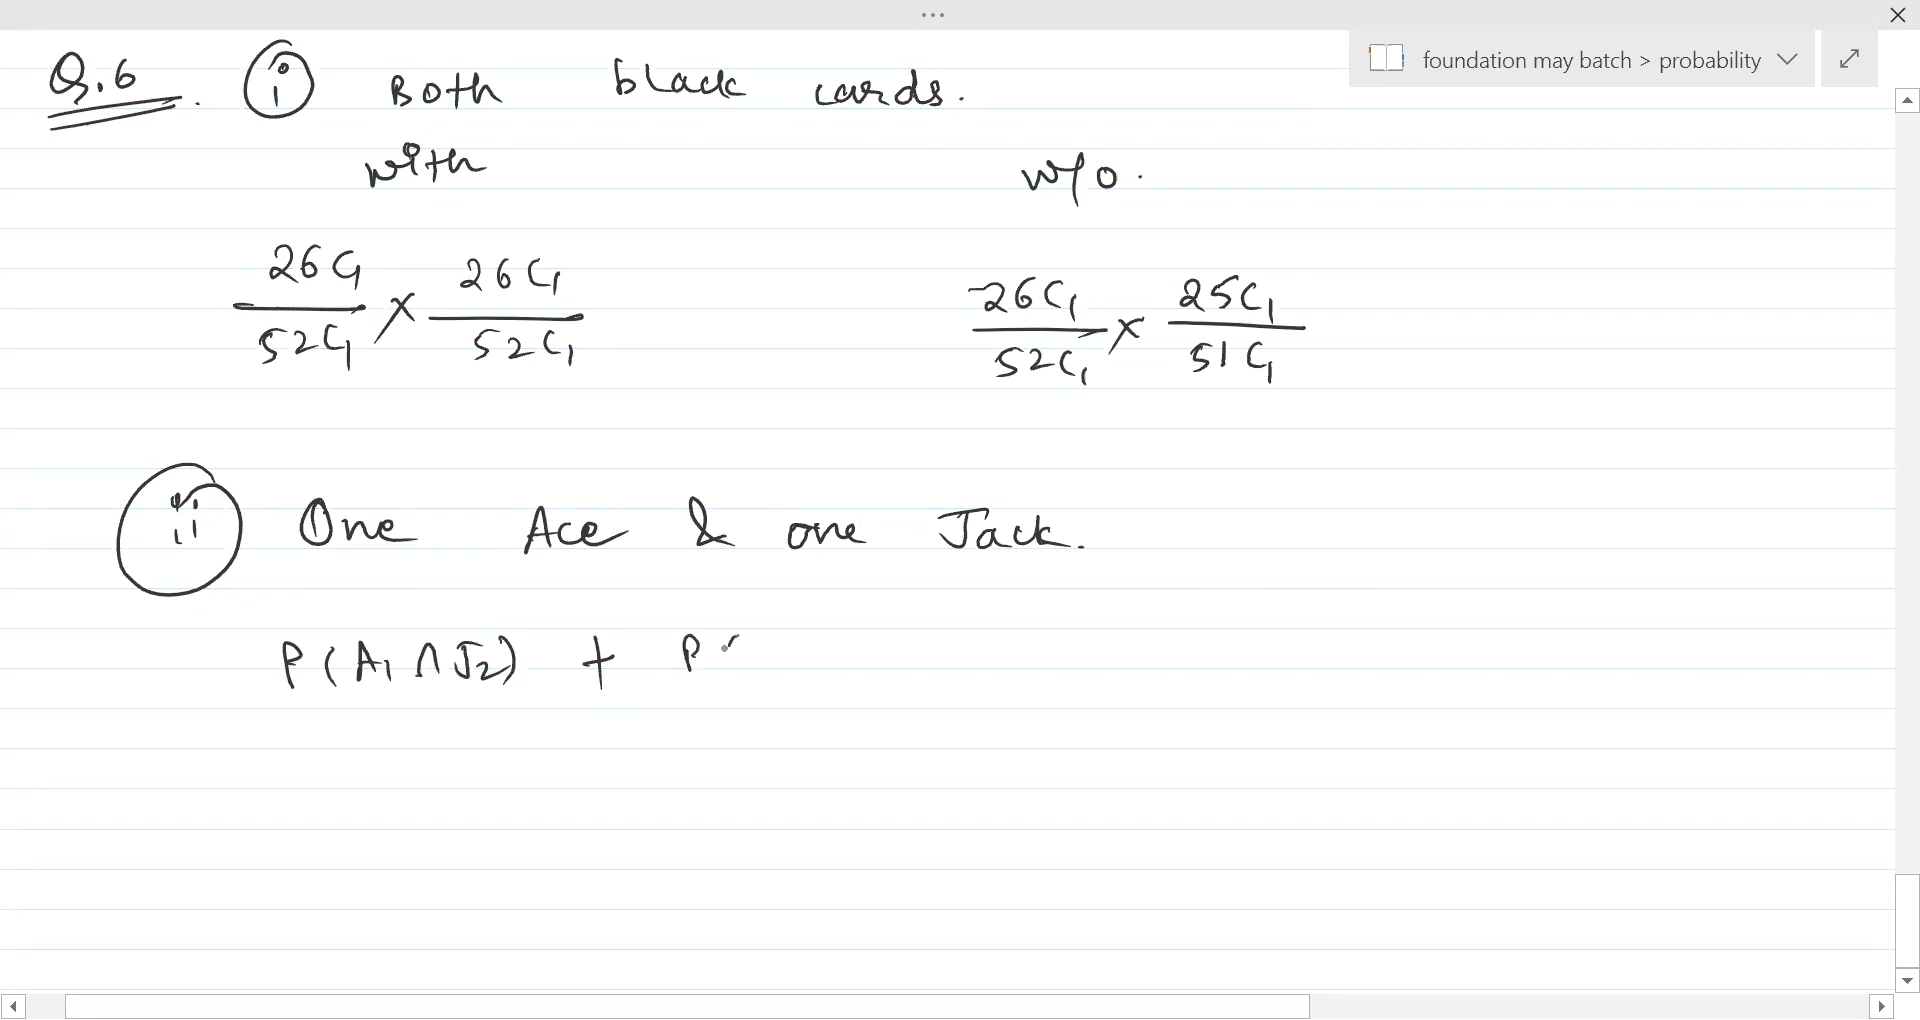 ...
foundation may batch > probability
Q.6. (i) Both black cards.
with w/o.
26C1/52C1 × 26C1/52C1
26C1/52C1 × 25C1/51C1
(ii) One Ace & one Jack.
P(A1 ∩ J2) + P